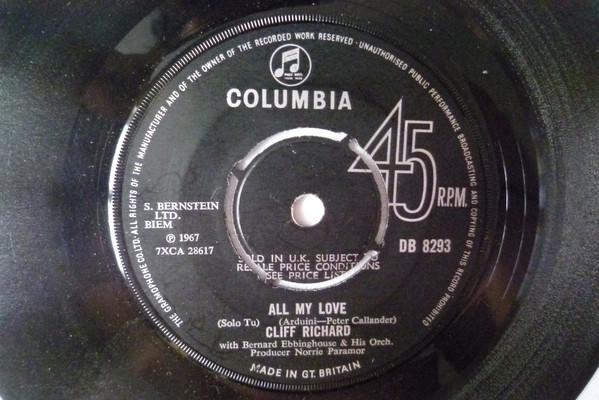 THE GRAMOPHONE CO. LTD. ALL RIGHTS OF THE MANUFACTURER AND OF THE OWNER OF THE RECORDED WORK RESERVED · UNAUTHORISED PUBLIC PERFORMANCE BROADCASTING AND COPYING OF THIS RECORD PROHIBITED
COLUMBIA
45
R.P.M.
S. BERNSTEIN
LTD.
BIEM
℗ 1967
7XCA 28617
DB 8293
SOLD IN U.K. SUBJECT TO
RESALE PRICE CONDITIONS
SEE PRICE LIST
ALL MY LOVE
(Solo Tu) (Arduini—Peter Callander)
CLIFF RICHARD
with Bernard Ebbinghouse & His Orch.
Producer Norrie Paramor
MADE IN GT. BRITAIN